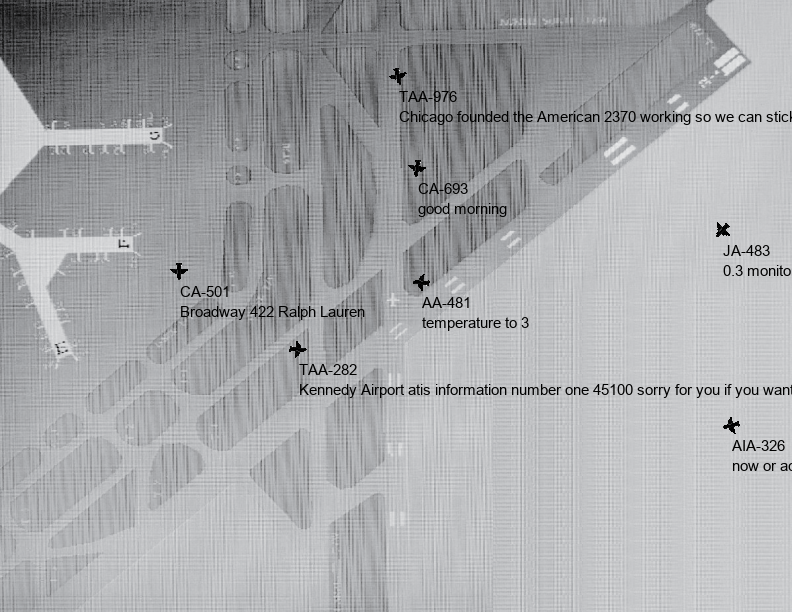 TAA-976
Chicago founded the American 2370 working so we can stick
CA-693
good morning
JA-483
0.3 monito
CA-501
Broadway 422 Ralph Lauren
AA-481
temperature to 3
TAA-282
Kennedy Airport atis information number one 45100 sorry for you if you want
AIA-326
now or ac